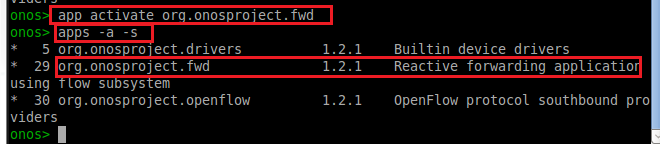 onos> app activate org.onosproject.fwd
onos> apps -a -s
*   5 org.onosproject.drivers          1.2.1    Builtin device drivers
*  29 org.onosproject.fwd              1.2.1    Reactive forwarding application
using flow subsystem
*  30 org.onosproject.openflow         1.2.1    OpenFlow protocol southbound pro
viders
onos>